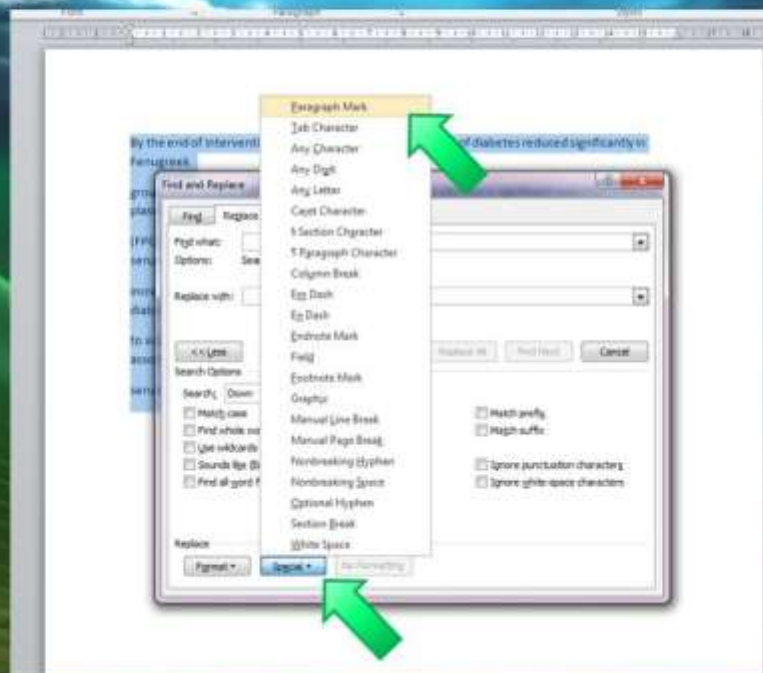 Paragraph
By the end of Interventi of diabetes reduced significantly in
Fenugreek
Find and Replace
Find Replace
Find what:
Options: Sea
Replace with:
<< Less
Replace All Find Next Cancel
Search Options
Search: Down
Match case
Find whole wo
Use wildcards
Sounds like (E
Find all word f
Match prefix
Match suffix
Ignore punctuation characters
Ignore white-space characters
Replace
Format Special No Formatting
Paragraph Mark
Tab Character
Any Character
Any Digit
Any Letter
Caret Character
§ Section Character
¶ Paragraph Character
Column Break
Em Dash
En Dash
Endnote Mark
Field
Footnote Mark
Graphic
Manual Line Break
Manual Page Break
Nonbreaking Hyphen
Nonbreaking Space
Optional Hyphen
Section Break
White Space